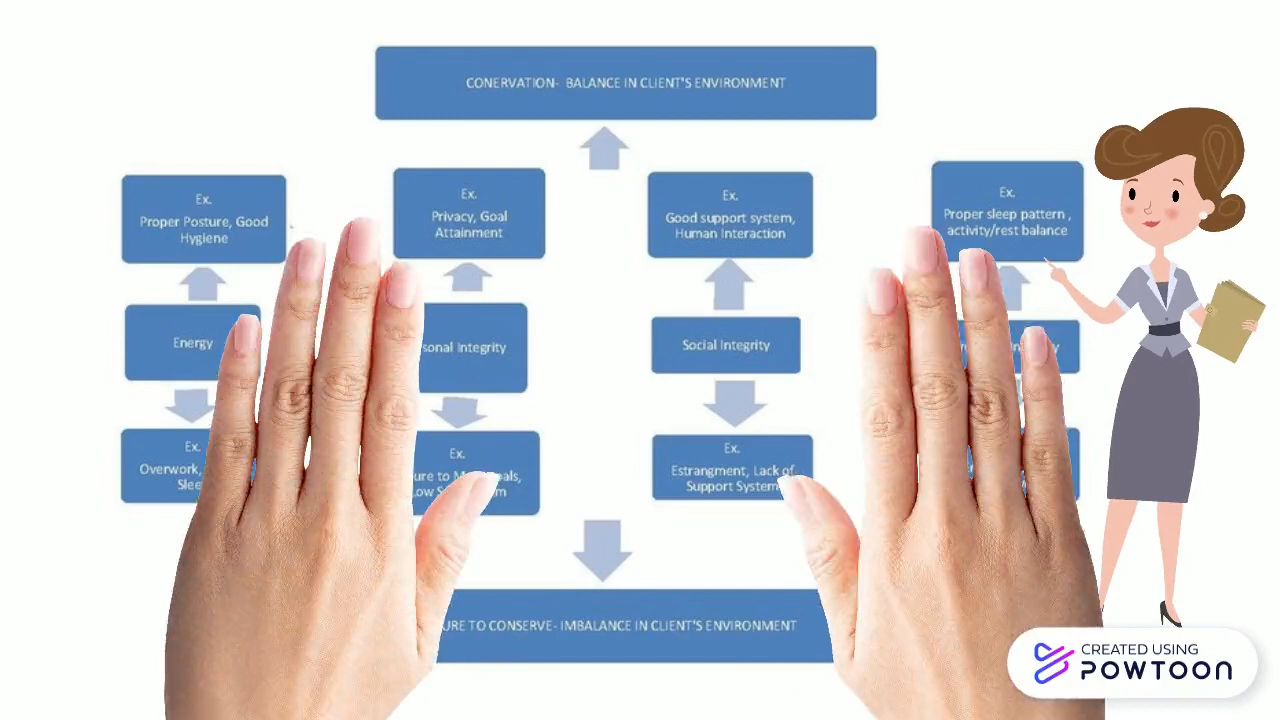 CONERVATION- BALANCE IN CLIENT'S ENVIRONMENT
Ex.
Proper Posture, Good
Hygiene
Ex.
Privacy, Goal
Attainment
Ex.
Good support system,
Human Interaction
Ex.
Proper sleep pattern ,
activity/rest balance
Energy
Integrity
Social Integrity
Ex.
Overwork,
Ex.
Ex.
Estrangment, Lack of
Support System
TO CONSERVE- IMBALANCE IN CLIENT'S ENVIRONMENT
CREATED USING
POWTOON